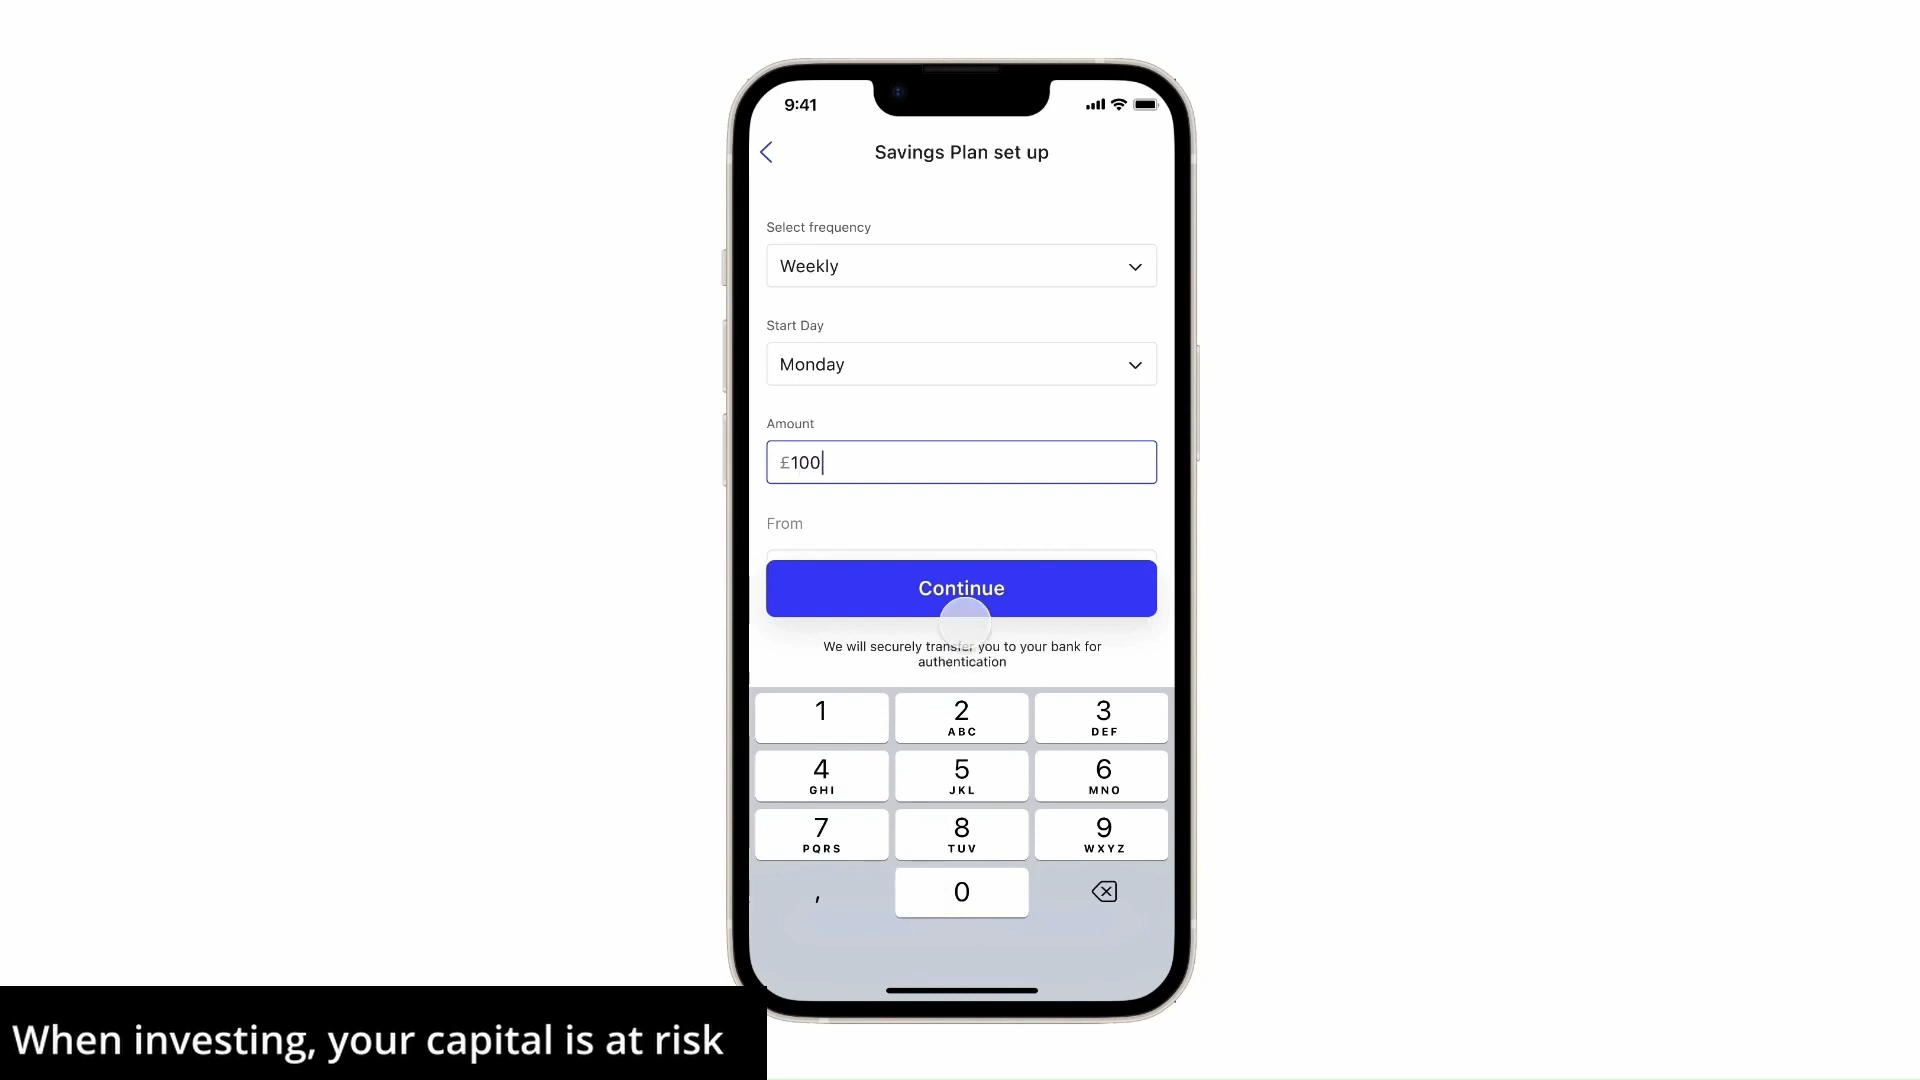 9:41
Savings Plan set up
Select frequency
Weekly
Start Day
Monday
Amount
£100
From
Continue
We will securely transfer you to your bank for
authentication
1
2
ABC
3
DEF
4
GHI
5
JKL
6
MNO
7
PQRS
8
TUV
9
WXYZ
,
0
When investing, your capital is at risk